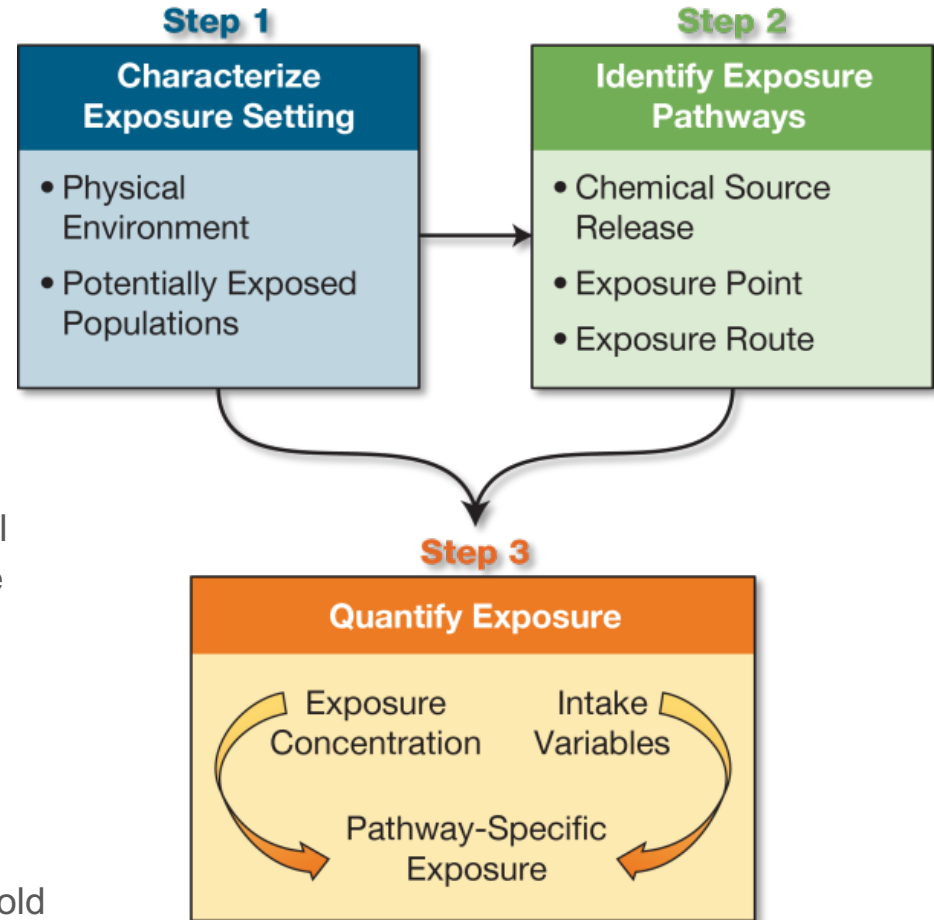 Step 1
Characterize
Exposure Setting
• Physical
Environment
• Potentially Exposed
Populations
Step 2
Identify Exposure
Pathways
• Chemical Source
Release
• Exposure Point
• Exposure Route
Step 3
Quantify Exposure
Exposure
Concentration
Intake
Variables
Pathway-Specific
Exposure